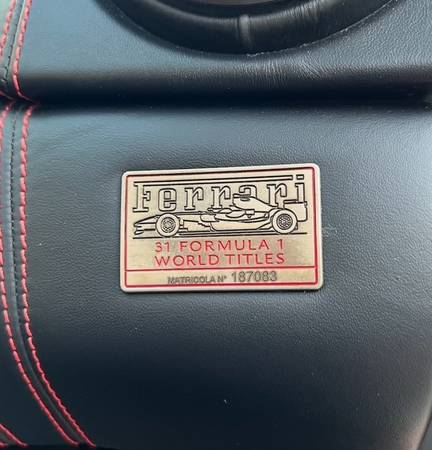 Ferrari
31 FORMULA 1
WORLD TITLES
MATRICOLA N° 187083